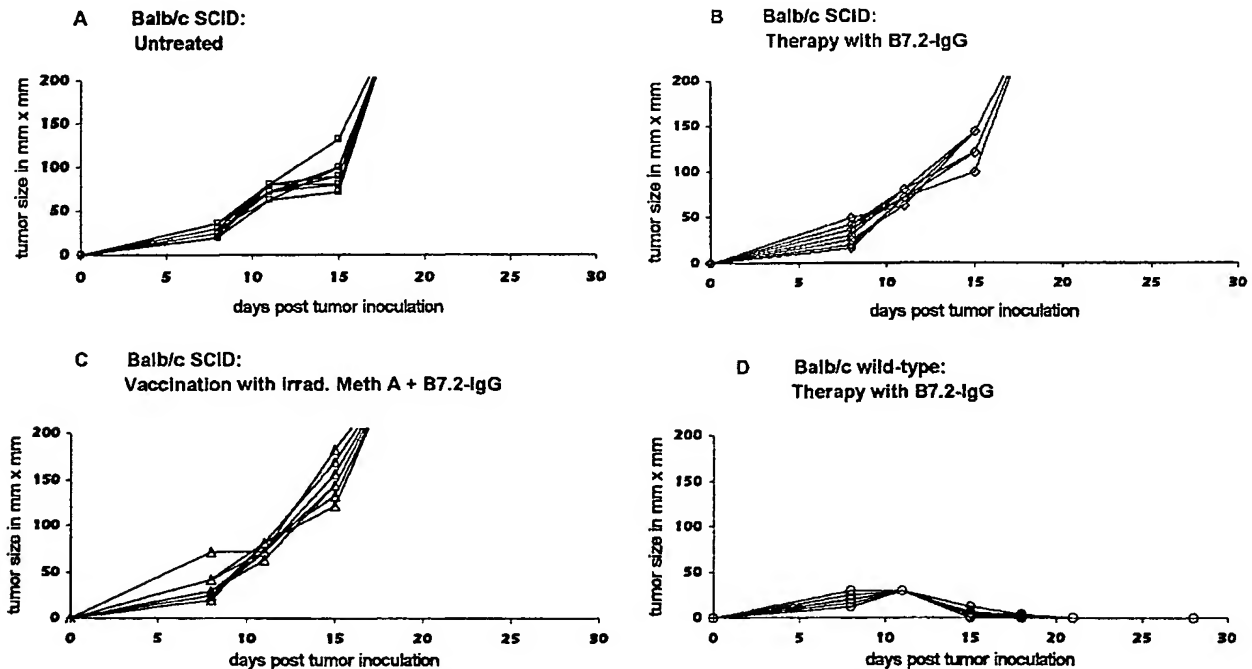 A Balb/c SCID:
Untreated
200
150
100
50
0
0 5 10 15 20 25 30
tumor size in mm x mm
days post tumor inoculation
B Balb/c SCID:
Therapy with B7.2-IgG
200
150
100
50
0
0 5 10 15 20 25 30
tumor size in mm x mm
days post tumor inoculation
C Balb/c SCID:
Vaccination with irrad. Meth A + B7.2-IgG
200
150
100
50
0
0 5 10 15 20 25 30
tumor size in mm x mm
days post tumor inoculation
D Balb/c wild-type:
Therapy with B7.2-IgG
200
150
100
50
0
0 5 10 15 20 25 30
tumor size in mm x mm
days post tumor inoculation